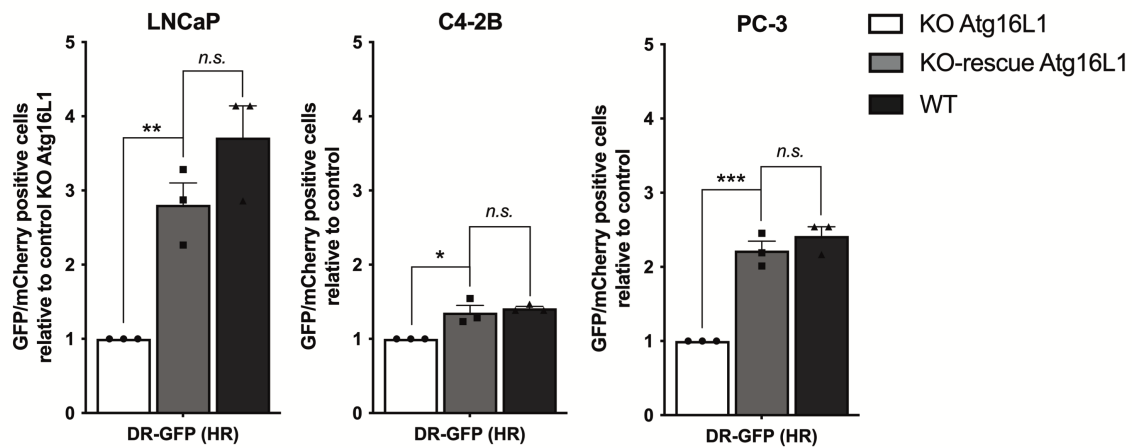 LNCaP
GFP/mCherry positive cells
relative to control KO Atg16L1
5
4
3
2
1
0
**
n.s.
DR-GFP (HR)
C4-2B
GFP/mCherry positive cells
relative to control
5
4
3
2
1
0
*
n.s.
DR-GFP (HR)
PC-3
GFP/mCherry positive cells
relative to control
5
4
3
2
1
0
***
n.s.
DR-GFP (HR)
KO Atg16L1
KO-rescue Atg16L1
WT